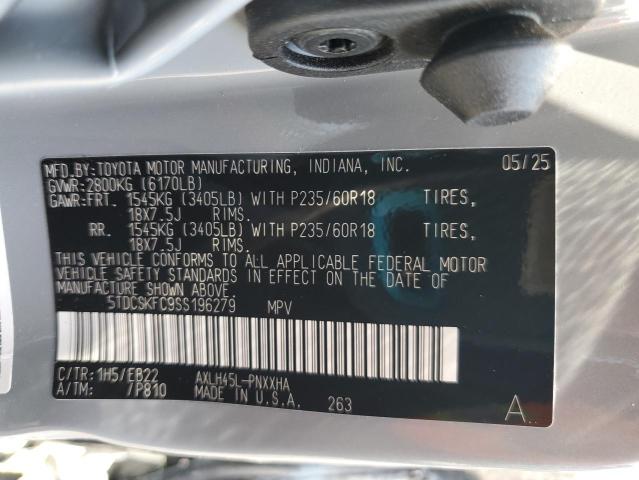 MFD.BY:TOYOTA MOTOR MANUFACTURING, INDIANA, INC. 05/25
GVWR:2800KG (6170LB)
GAWR:FRT. 1545KG (3405LB) WITH P235/60R18 TIRES,
18X7.5J RIMS.
RR. 1545KG (3405LB) WITH P235/60R18 TIRES,
18X7.5J RIMS.
THIS VEHICLE CONFORMS TO ALL APPLICABLE FEDERAL MOTOR
VEHICLE SAFETY STANDARDS IN EFFECT ON THE DATE OF
MANUFACTURE SHOWN ABOVE.
5TDCSKFC9SS196279 MPV
C/TR: 1H5/EB22 AXLH45L-PNXXHA
A/TM: /P810 MADE IN U.S.A. 263 A